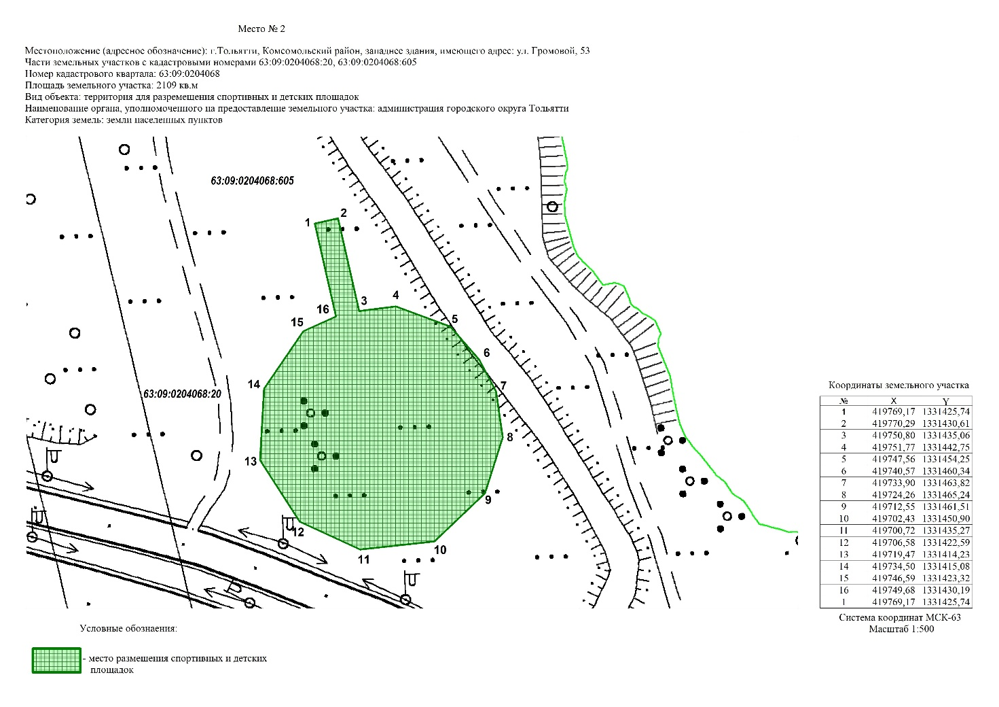 Место № 2
Местоположение (адресное обозначение): г.Тольятти, Комсомольский район, западнее здания, имеющего адрес: ул. Громовой, 53
Части земельных участков с кадастровыми номерами 63:09:0204068:20, 63:09:0204068:605
Номер кадастрового квартала: 63:09:0204068
Площадь земельного участка: 2109 кв.м
Вид объекта: территория для разремешения спортивных и детских площадок
Наименование органа, уполномоченного на предоставление земельного участка: администрация городского округа Тольятти
Категория земель: земли населенных пунктов
63:09:0204068:605
1
2
3
4
16
15
5
6
14
7
63:09:0204068:20
8
13
9
12
10
11
Координаты земельного участка
№ X Y
1 419769,17 1331425,74
2 419770,29 1331430,61
3 419750,80 1331435,06
4 419751,77 1331442,75
5 419747,56 1331454,25
6 419740,57 1331460,34
7 419733,90 1331463,82
8 419724,26 1331465,24
9 419712,55 1331461,51
10 419702,43 1331450,90
11 419700,72 1331435,27
12 419706,58 1331422,59
13 419719,47 1331414,23
14 419734,50 1331415,08
15 419746,59 1331423,32
16 419749,68 1331430,19
1 419769,17 1331425,74
Система координат МСК-63
Масштаб 1:500
Условные обознаения:
- место размещения спортивных и детских
площадок